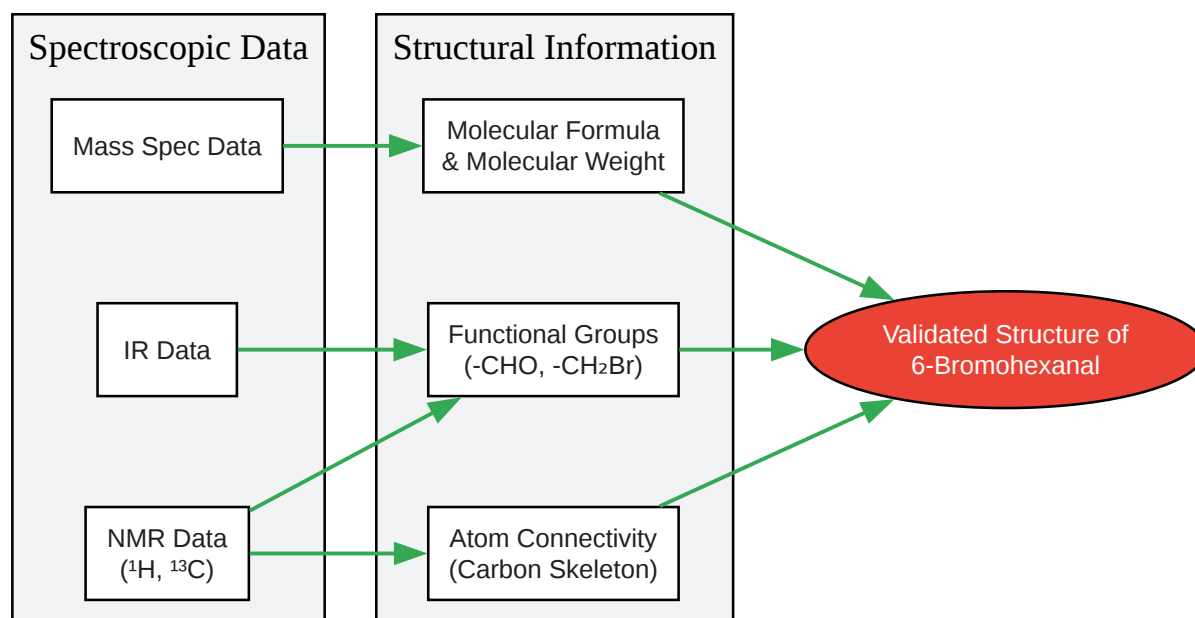 Spectroscopic Data
Structural Information
Mass Spec Data
Molecular Formula
& Molecular Weight
IR Data
Functional Groups
(-CHO, -CH₂Br)
Validated Structure of
6-Bromohexanal
NMR Data
(¹H, ¹³C)
Atom Connectivity
(Carbon Skeleton)